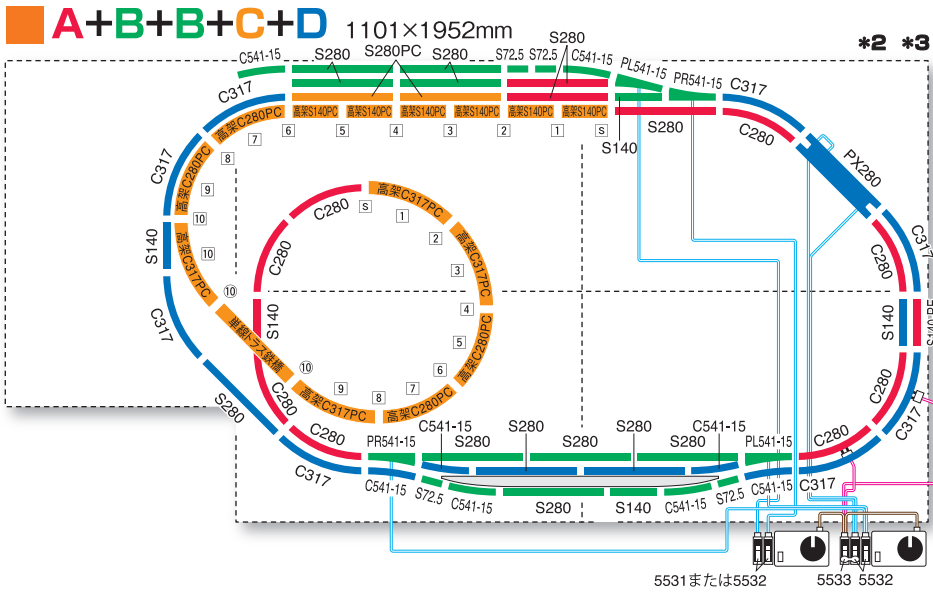 A+B+B+C+D 1101×1952mm
*2 *3
C541-15 S280 S280PC S280 S72.5 S72.5 S280 C541-15 PL541-15 PR541-15 C317
C317
高架C280PC
高架S140PC 高架S140PC 高架S140PC 高架S140PC 高架S140PC 高架S140PC
S140 S280 C280
7 6 5 4 3 2 1 S
PX280
C317
高架C280PC
8
9
10
C280 S 高架C317PC
1
2
C317
C280
S140
高架C317PC
10
C280
高架C317PC
3
⑩
4
S140
S140
C317
単線トラス鉄橋
高架C280PC
5
⑩
6
9 8 7
高架C317PC 高架C280PC
S280
C280
C280
C280
C317
C280
C317
PR541-15 C541-15 S280 S280 S280 S280 C541-15 PL541-15
C317
C541-15 S72.5 C541-15 S280 S140 C541-15 S72.5 C541-15
5531または5532 5533 5532